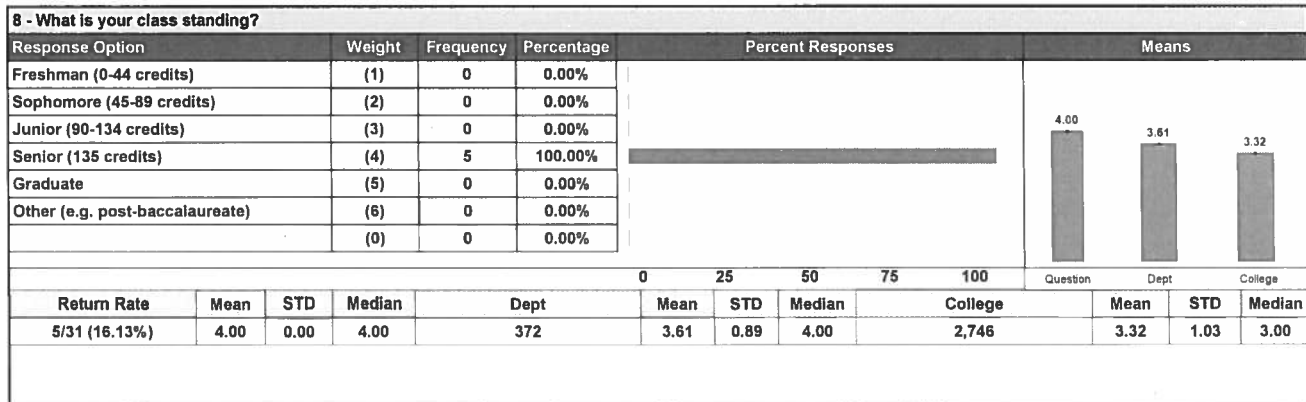 8 - What is your class standing?
Response Option Weight Frequency Percentage Percent Responses Means
Freshman (0-44 credits) (1) 0 0.00%
Sophomore (45-89 credits) (2) 0 0.00%
Junior (90-134 credits) (3) 0 0.00%
Senior (135 credits) (4) 5 100.00%
Graduate (5) 0 0.00%
Other (e.g. post-baccalaureate) (6) 0 0.00%
(0) 0 0.00%
4.00 3.61 3.32
0 25 50 75 100 Question Dept College
Return Rate Mean STD Median Dept Mean STD Median College Mean STD Median
5/31 (16.13%) 4.00 0.00 4.00 372 3.61 0.89 4.00 2,746 3.32 1.03 3.00